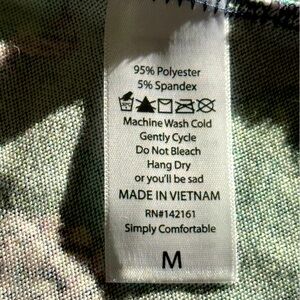 95% Polyester
5% Spandex
Machine Wash Cold
Gently Cycle
Do Not Bleach
Hang Dry
or you'll be sad
MADE IN VIETNAM
RN#142161
Simply Comfortable
M